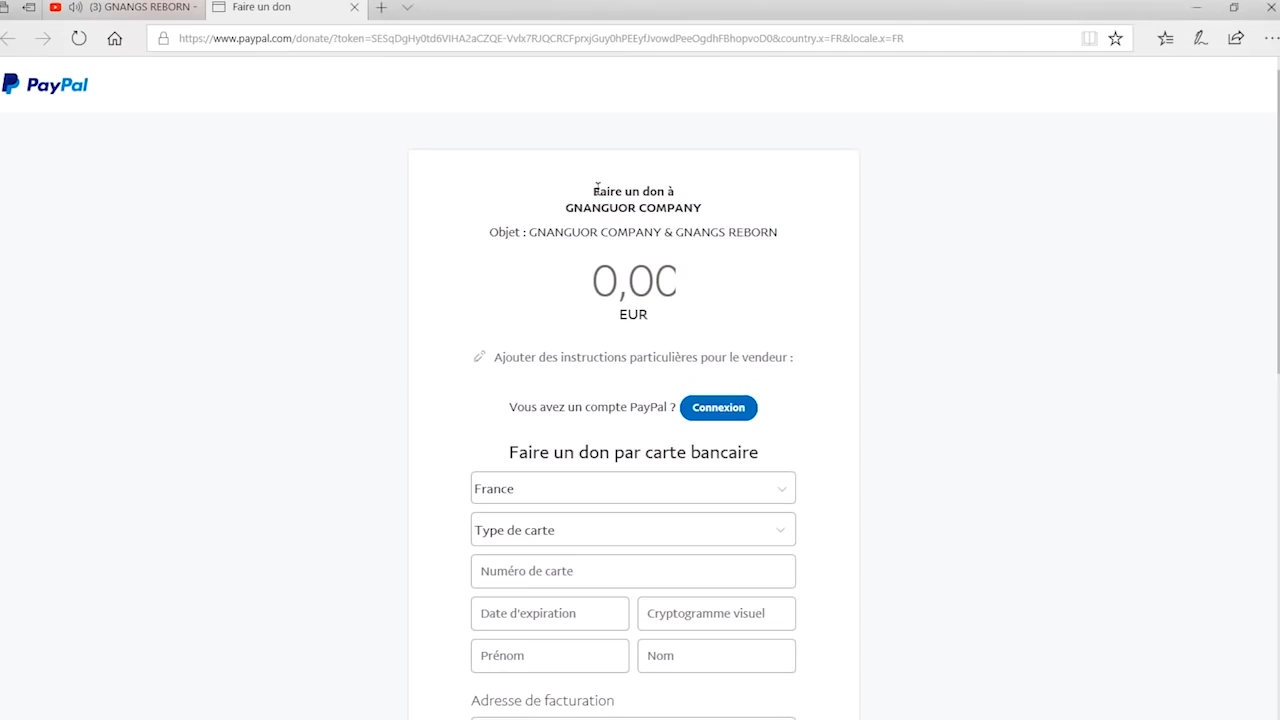 (3) GNANGS REBORN -
Faire un don
https://www.paypal.com/donate/?token=SESqDgHy0td6VIHA2aCZQE-Vvlx7RJQCRCFprxjGuy0hPEEyfJvowdPeeOgdhFBhopvoD0&country.x=FR&locale.x=FR
PayPal
Faire un don à
GNANGUOR COMPANY
Objet : GNANGUOR COMPANY & GNANGS REBORN
0,00
EUR
Ajouter des instructions particulières pour le vendeur :
Vous avez un compte PayPal ? Connexion
Faire un don par carte bancaire
France
Type de carte
Numéro de carte
Date d'expiration Cryptogramme visuel
Prénom Nom
Adresse de facturation